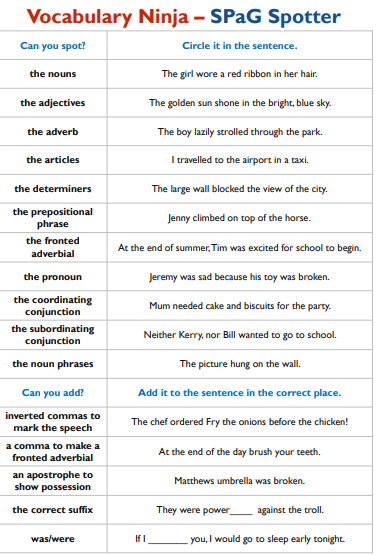 Vocabulary Ninja – SPaG Spotter
Can you spot? Circle it in the sentence.
the nouns The girl wore a red ribbon in her hair.
the adjectives The golden sun shone in the bright, blue sky.
the adverb The boy lazily strolled through the park.
the articles I travelled to the airport in a taxi.
the determiners The large wall blocked the view of the city.
the prepositional
phrase
Jenny climbed on top of the horse.
the fronted
adverbial
At the end of summer, Tim was excited for school to begin.
the pronoun Jeremy was sad because his toy was broken.
the coordinating
conjunction
Mum needed cake and biscuits for the party.
the subordinating
conjunction
Neither Kerry, nor Bill wanted to go to school.
the noun phrases The picture hung on the wall.
Can you add? Add it to the sentence in the correct place.
inverted commas to
mark the speech
The chef ordered Fry the onions before the chicken!
a comma to make a
fronted adverbial
At the end of the day brush your teeth.
an apostrophe to
show possession
Matthews umbrella was broken.
the correct suffix They were power____ against the troll.
was/were If I _______ you, I would go to sleep early tonight.